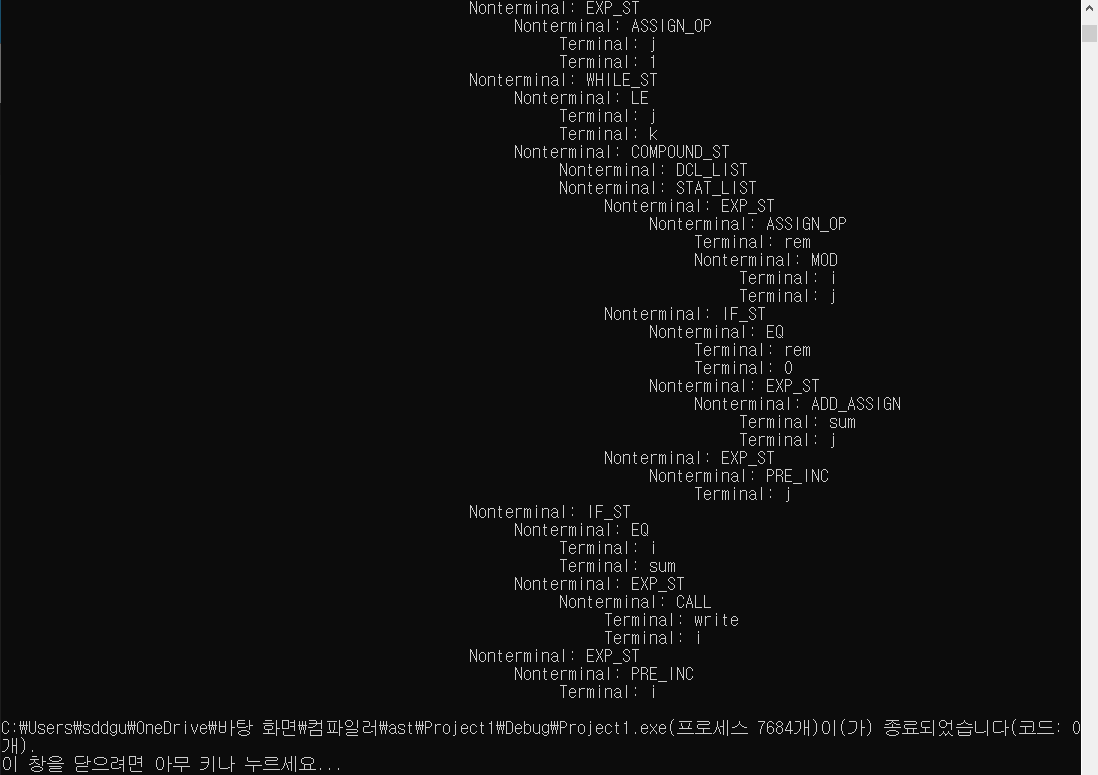 Nonterminal: EXP_ST
Nonterminal: ASSIGN_OP
Terminal: j
Terminal: 1
Nonterminal: WHILE_ST
Nonterminal: LE
Terminal: j
Terminal: k
Nonterminal: COMPOUND_ST
Nonterminal: DCL_LIST
Nonterminal: STAT_LIST
Nonterminal: EXP_ST
Nonterminal: ASSIGN_OP
Terminal: rem
Nonterminal: MOD
Terminal: i
Terminal: j
Nonterminal: IF_ST
Nonterminal: EQ
Terminal: rem
Terminal: 0
Nonterminal: EXP_ST
Nonterminal: ADD_ASSIGN
Terminal: sum
Terminal: j
Nonterminal: EXP_ST
Nonterminal: PRE_INC
Terminal: j
Nonterminal: IF_ST
Nonterminal: EQ
Terminal: i
Terminal: sum
Nonterminal: EXP_ST
Nonterminal: CALL
Terminal: write
Terminal: i
Nonterminal: EXP_ST
Nonterminal: PRE_INC
Terminal: i
C:₩Users₩sddgu₩OneDrive₩바탕 화면₩컴파일러₩ast₩Project1₩Debug₩Project1.exe(프로세스 7684개)이(가) 종료되었습니다(코드: 0
개).
이 창을 닫으려면 아무 키나 누르세요...